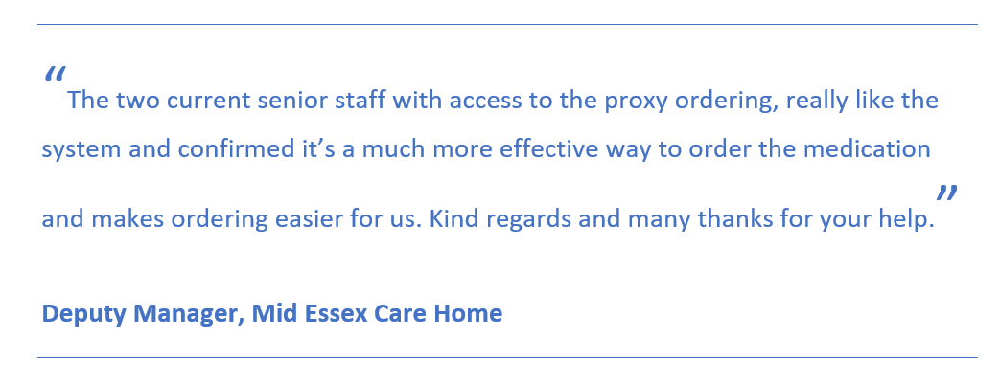 “The two current senior staff with access to the proxy ordering, really like the
system and confirmed it’s a much more effective way to order the medication
and makes ordering easier for us. Kind regards and many thanks for your help.”
Deputy Manager, Mid Essex Care Home